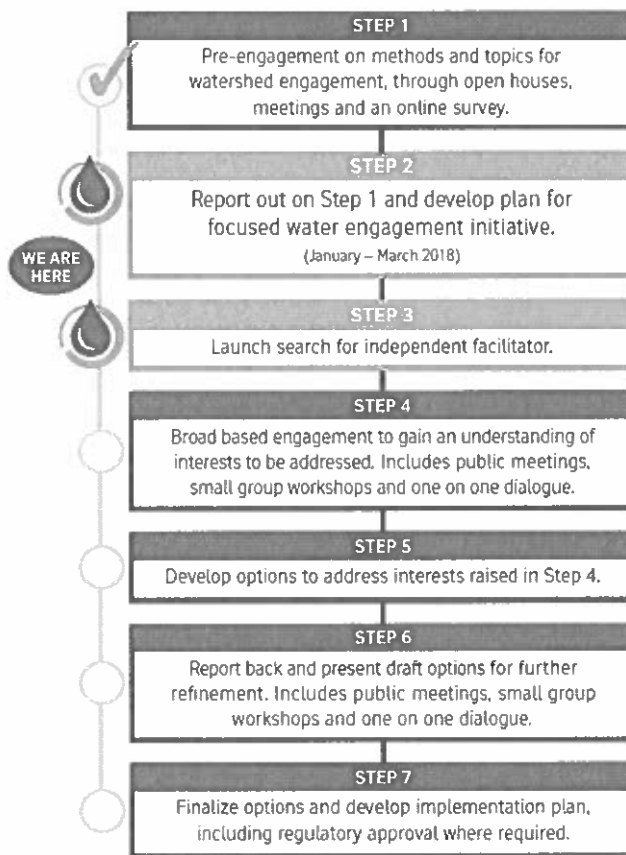 STEP 1
Pre-engagement on methods and topics for
watershed engagement, through open houses,
meetings and an online survey.
STEP 2
Report out on Step 1 and develop plan for
focused water engagement initiative.
(January – March 2018)
WE ARE
HERE
STEP 3
Launch search for independent facilitator.
STEP 4
Broad based engagement to gain an understanding of
interests to be addressed. Includes public meetings,
small group workshops and one on one dialogue.
STEP 5
Develop options to address interests raised in Step 4.
STEP 6
Report back and present draft options for further
refinement. Includes public meetings, small group
workshops and one on one dialogue.
STEP 7
Finalize options and develop implementation plan,
including regulatory approval where required.